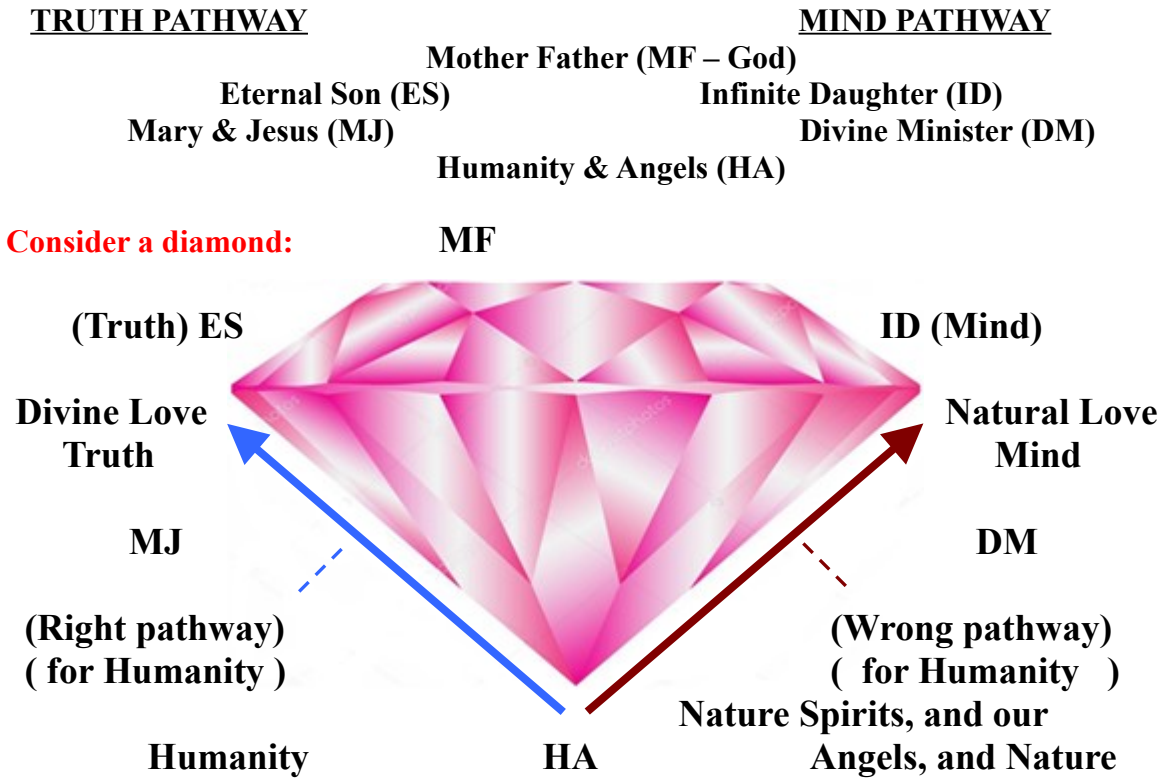 TRUTH PATHWAY MIND PATHWAY
Mother Father (MF – God)
Eternal Son (ES) Infinite Daughter (ID)
Mary & Jesus (MJ) Divine Minister (DM)
Humanity & Angels (HA)
Consider a diamond: MF
(Truth) ES ID (Mind)
Divine Love Natural Love
Truth Mind
MJ DM
(Right pathway) (Wrong pathway)
( for Humanity ) ( for Humanity )
Nature Spirits, and our
Humanity HA Angels, and Nature